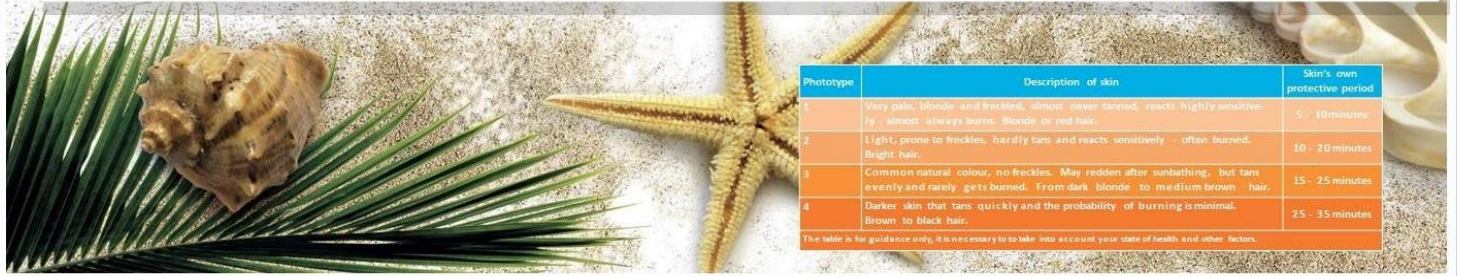 Phototype Description of skin Skin's own
protective period
1 Very pale, blonde and freckled, almost never tanned, reacts highly sensitive-
ly - almost always burns. Blonde or red hair.
5 - 10minutes
2 Light, prone to freckles, hardly tans and reacts sensitively - often burned.
Bright hair.
10 - 20 minutes
3 Common natural colour, no freckles. May redden after sunbathing, but tans
evenly and rarely gets burned. From dark blonde to medium brown hair.
15 - 25 minutes
4 Darker skin that tans quickly and the probability of burning is minimal.
Brown to black hair.
25 - 35 minutes
The table is for guidance only, it is necessary to to take into account your state of health and other factors.